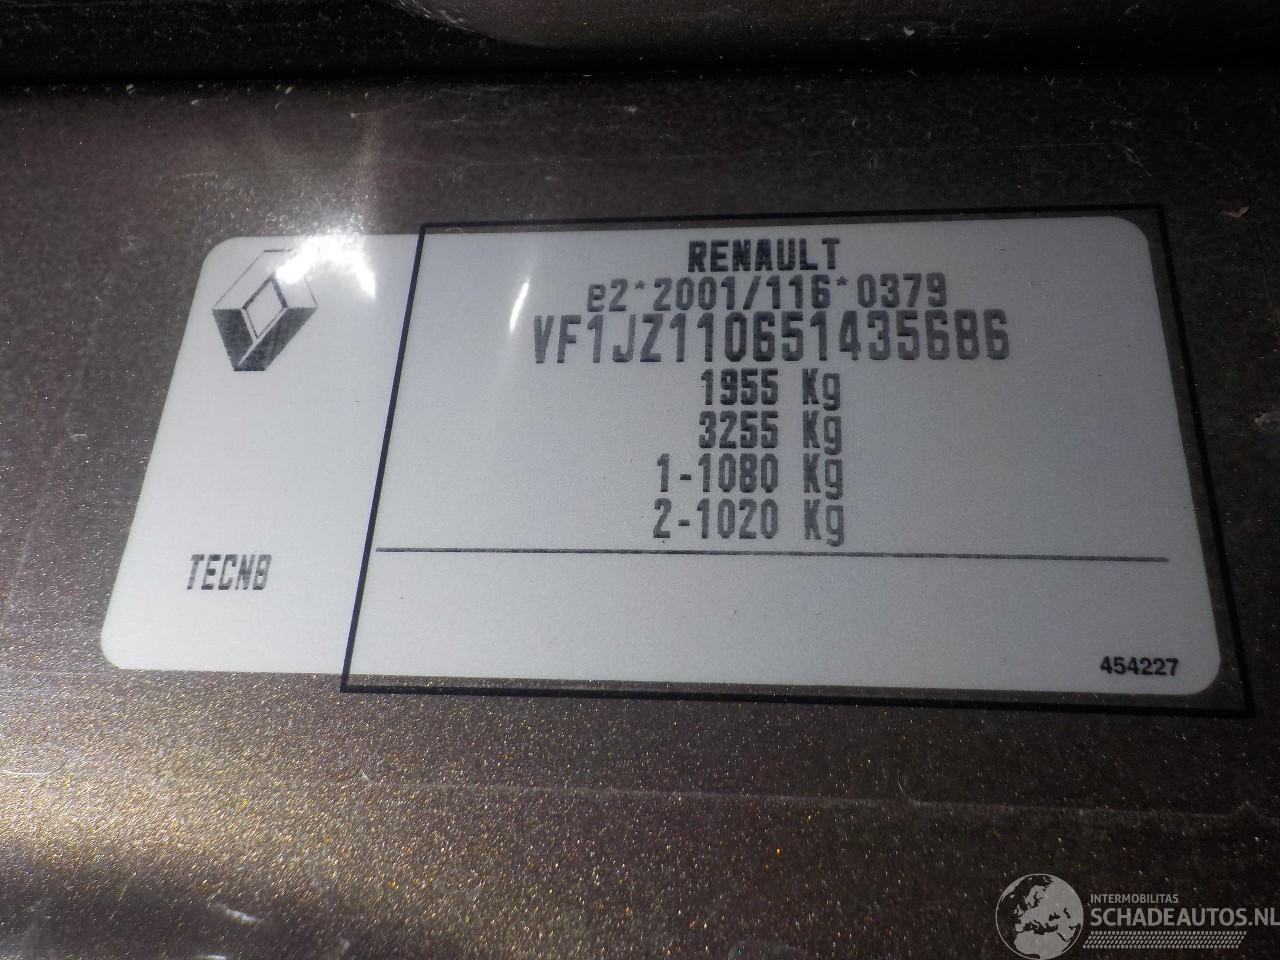 RENAULT
e2*2001/116*0379
VF1JZ110651435686
1955 Kg
3255 Kg
1-1080 Kg
2-1020 Kg
TECNB
454227
INTERMOBILITAS
SCHADEAUTOS.NL